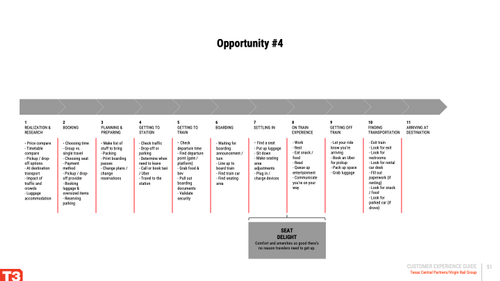 Opportunity #4
1
REALIZATION &
RESEARCH
- Price compare
- Timetable
compare
- Pickup / drop-
off options
- At destination
transport
- Impact of
traffic and
crowds
- Luggage
accommodation
2
BOOKING
- Choosing time
- Group vs.
single travel
- Choosing seat
- Payment
method
- Pickup / drop-
off provider
- Booking
luggage &
oversized items
- Reserving
parking
3
PLANNING &
PREPARING
- Make list of
stuff to bring
- Packing
- Print boarding
passes
- Change plans /
change
reservations
4
GETTING TO
STATION
- Check traffic
- Drop-off or
parking
- Determine when
need to leave
- Call or book taxi
/ Uber
- Travel to the
station
5
GETTING TO
TRAIN
- Check
departure time
- Find departure
point (gate /
platform)
- Grab food &
bev
- Pull out
boarding
documents
- Validate
security
6
BOARDING
- Waiting for
boarding
announcement /
turn
- Line up to
board train
- Find train car
- Find seating
area
7
SETTLING IN
- Find a seat
- Put up luggage
- Sit down
- Make seating
area
adjustments
- Plug in /
charge devices
8
ON TRAIN
EXPERIENCE
- Work
- Rest
- Eat snack /
food
- Read
- Queue up
entertainment
- Communicate
you're on your
way
9
GETTING OFF
TRAIN
- Let your ride
know you're
arriving
- Book an Uber
for pickup
- Pack up space
- Grab luggage
10
FINDING
TRANSPORTATION
- Exit train
- Look for exit
- Look for
restrooms
- Look for rental
car desk
- Fill out
paperwork (if
renting)
- Look for snack
/ food
- Look for
parked car (if
drove)
11
ARRIVING AT
DESTINATION
SEAT
DELIGHT
Comfort and amenities so good there's
no reason travelers need to get up.
T3
CUSTOMER EXPERIENCE GUIDE
Texas Central Partners/Virgin Rail Group